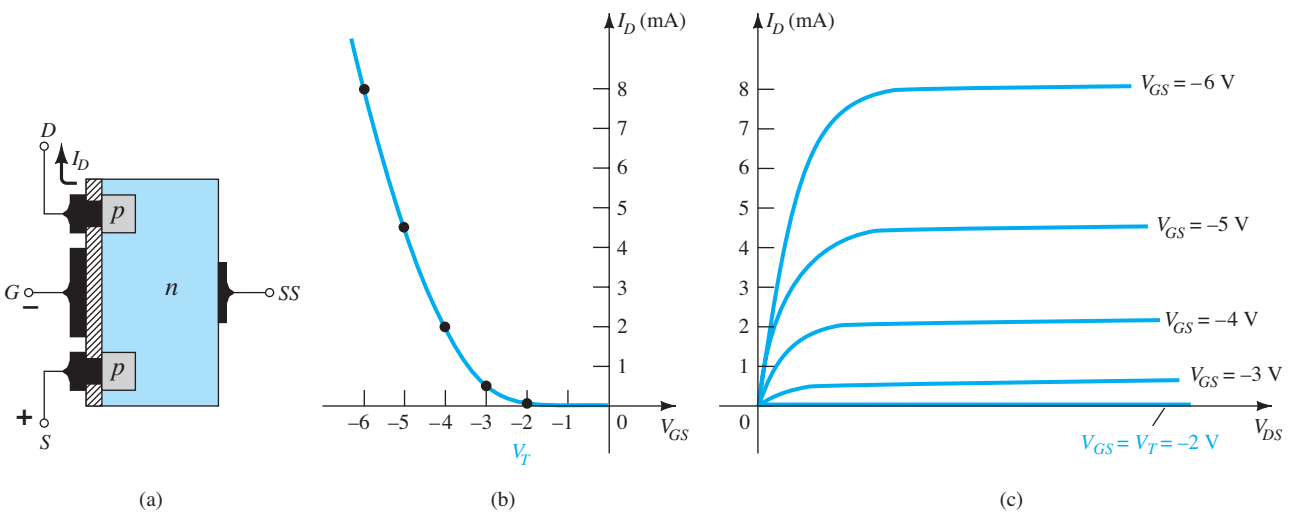 D
I_D
p
n
G
–
SS
p
+
S
(a)
I_D (mA)
8
7
6
5
4
3
2
1
–6 –5 –4 –3 –2 –1 0 V_GS
V_T
(b)
I_D (mA)
8
7
6
5
4
3
2
1
0
V_GS = –6 V
V_GS = –5 V
V_GS = –4 V
V_GS = –3 V
V_GS = V_T = –2 V
V_DS
(c)